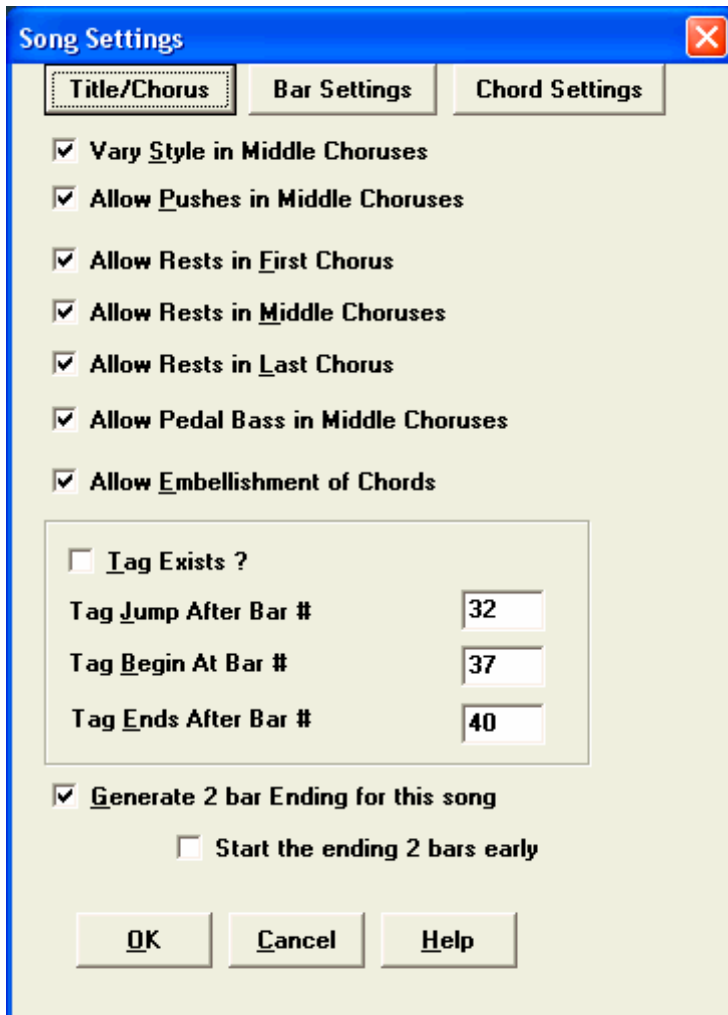 Song Settings
Title/Chorus Bar Settings Chord Settings
Vary Style in Middle Choruses
Allow Pushes in Middle Choruses
Allow Rests in First Chorus
Allow Rests in Middle Choruses
Allow Rests in Last Chorus
Allow Pedal Bass in Middle Choruses
Allow Embellishment of Chords
Tag Exists ?
Tag Jump After Bar # 32
Tag Begin At Bar # 37
Tag Ends After Bar # 40
Generate 2 bar Ending for this song
Start the ending 2 bars early
OK Cancel Help